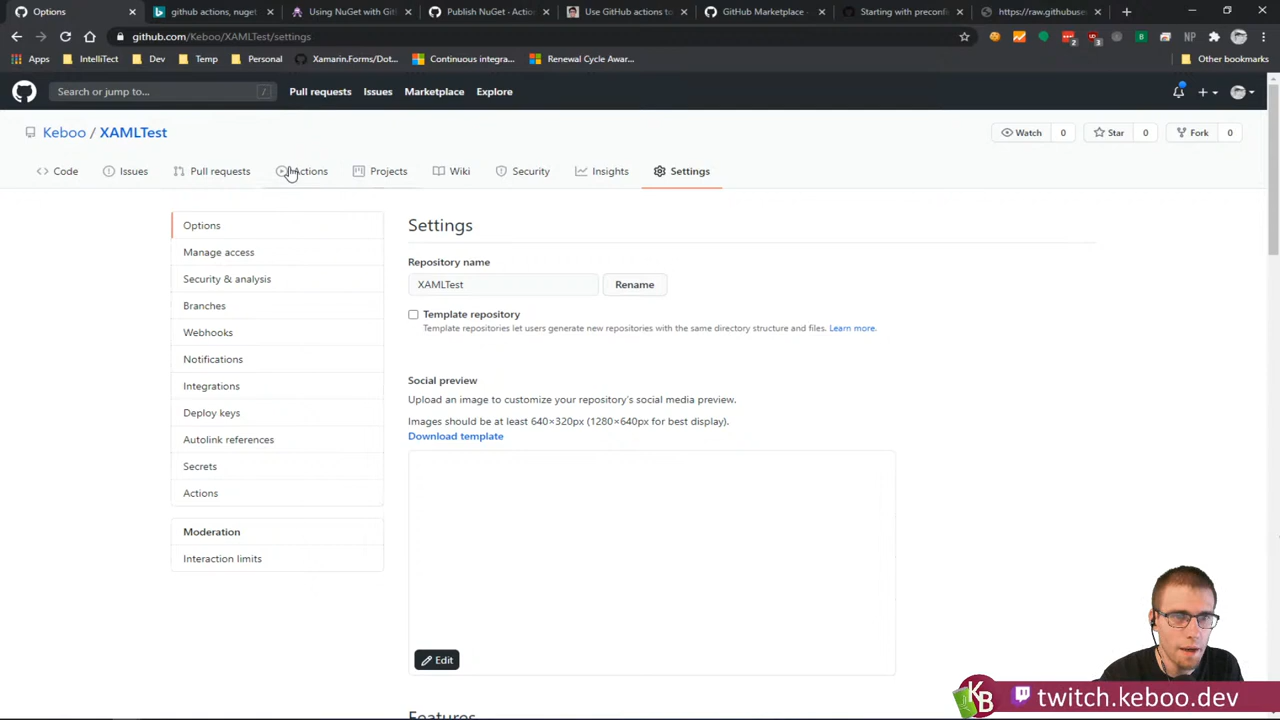 Options
github actions, nuget
Using NuGet with Git
Publish NuGet · Actio
Use GitHub actions to
GitHub Marketplace ·
Starting with preconfi
https://raw.githubuse
github.com/Keboo/XAMLTest/settings
Apps
IntelliTect
Dev
Temp
Personal
Xamarin.Forms/Dot...
Continuous integra...
Renewal Cycle Awar...
Other bookmarks
Search or jump to... /
Pull requests
Issues
Marketplace
Explore
Keboo / XAMLTest
Watch 0
Star 0
Fork 0
Code
Issues
Pull requests
Actions
Projects
Wiki
Security
Insights
Settings
Options
Manage access
Security & analysis
Branches
Webhooks
Notifications
Integrations
Deploy keys
Autolink references
Secrets
Actions
Moderation
Interaction limits
Settings
Repository name
XAMLTest
Rename
Template repository
Template repositories let users generate new repositories with the same directory structure and files. Learn more.
Social preview
Upload an image to customize your repository's social media preview.
Images should be at least 640×320px (1280×640px for best display).
Download template
Edit
Features
KB
twitch.keboo.dev